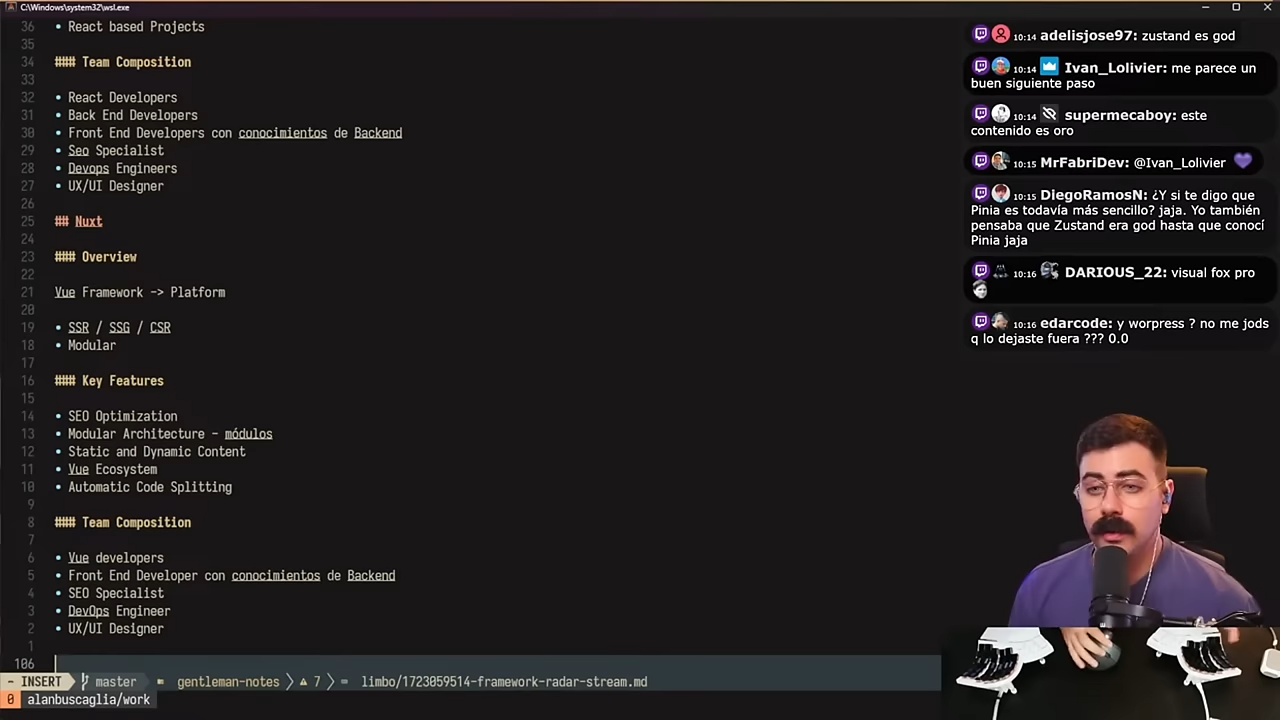 C:\Windows\system32\wsl.exe
36 • React based Projects
35
34 ### Team Composition
33
32 • React Developers
31 • Back End Developers
30 • Front End Developers con conocimientos de Backend
29 • Seo Specialist
28 • Devops Engineers
27 • UX/UI Designer
26
25 ## Nuxt
24
23 ### Overview
22
21 Vue Framework -> Platform
20
19 • SSR / SSG / CSR
18 • Modular
17
16 ### Key Features
15
14 • SEO Optimization
13 • Modular Architecture - módulos
12 • Static and Dynamic Content
11 • Vue Ecosystem
10 • Automatic Code Splitting
9
8 ### Team Composition
7
6 • Vue developers
5 • Front End Developer con conocimientos de Backend
4 • SEO Specialist
3 • DevOps Engineer
2 • UX/UI Designer
1
106
- INSERT master gentleman-notes 7 limbo/1723059514-framework-radar-stream.md
0 alanbuscaglia/work
10:14 adelisjose97: zustand es god
10:14 Ivan_Lolivier: me parece un
buen siguiente paso
10:14 supermecaboy: este
contenido es oro
10:15 MrFabriDev: @Ivan_Lolivier 💜
10:15 DiegoRamosN: ¿Y si te digo que
Pinia es todavía más sencillo? jaja. Yo también
pensaba que Zustand era god hasta que conocí
Pinia jaja
10:16 DARIOUS_22: visual fox pro
10:16 edarcode: y worpress ? no me jods
q lo dejaste fuera ??? 0.0